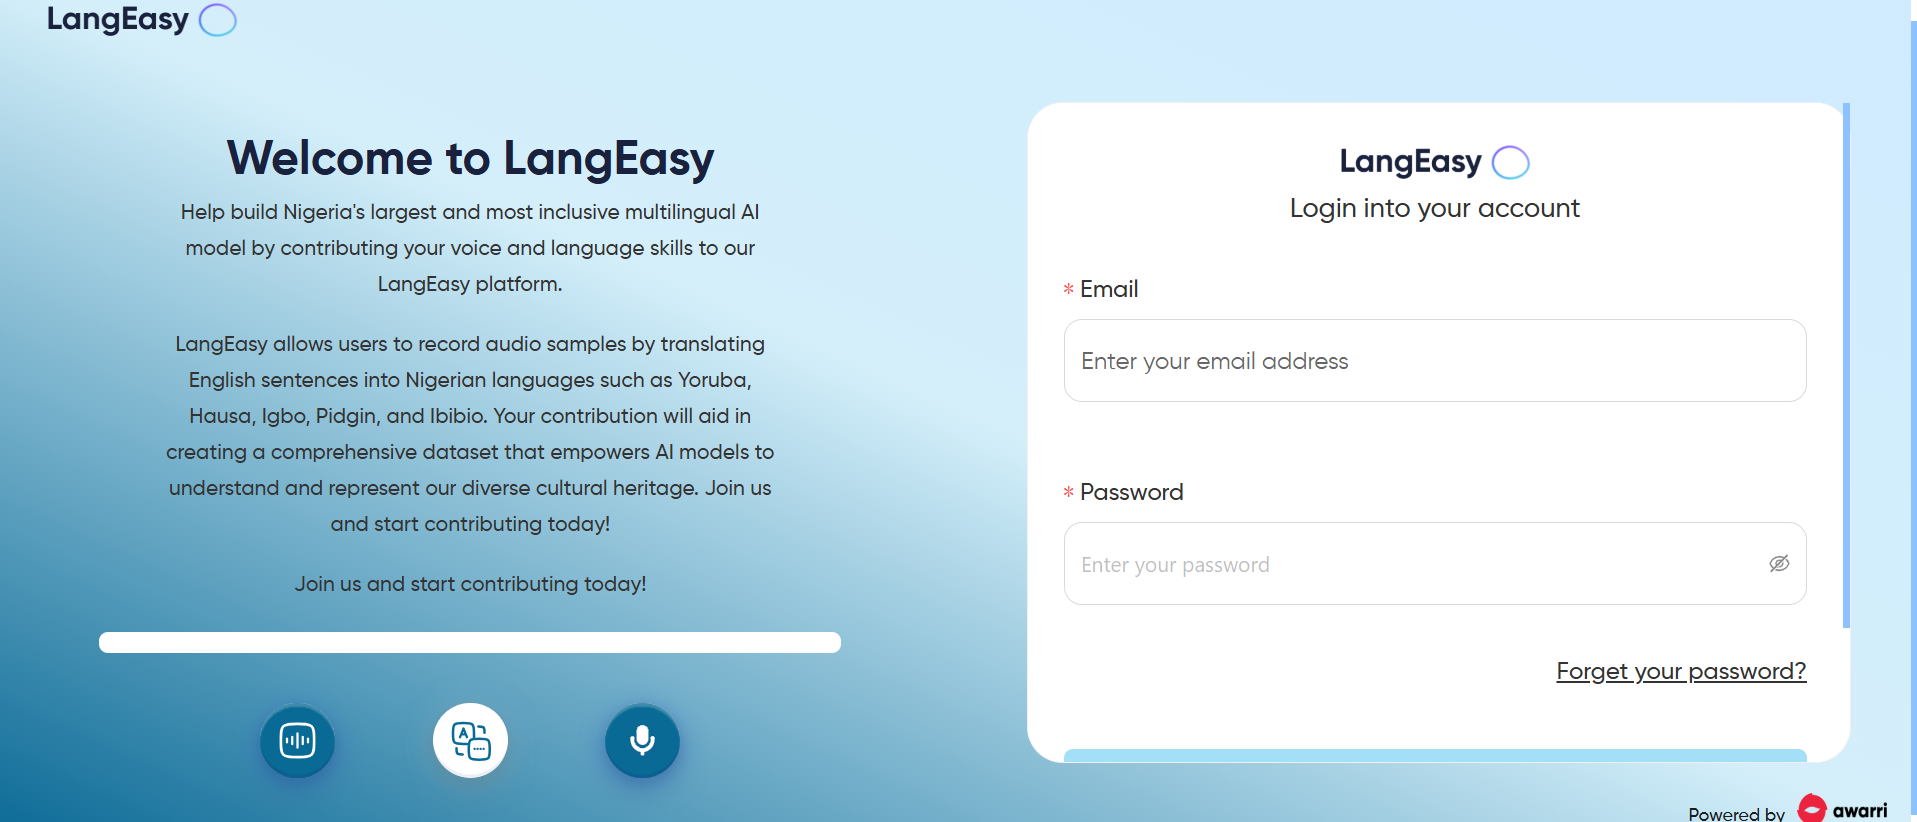 LangEasy
Welcome to LangEasy
Help build Nigeria's largest and most inclusive multilingual AI
model by contributing your voice and language skills to our
LangEasy platform.
LangEasy allows users to record audio samples by translating
English sentences into Nigerian languages such as Yoruba,
Hausa, Igbo, Pidgin, and Ibibio. Your contribution will aid in
creating a comprehensive dataset that empowers AI models to
understand and represent our diverse cultural heritage. Join us
and start contributing today!
Join us and start contributing today!
A
LangEasy
Login into your account
* Email
Enter your email address
* Password
Enter your password
Forget your password?
Powered by awarri